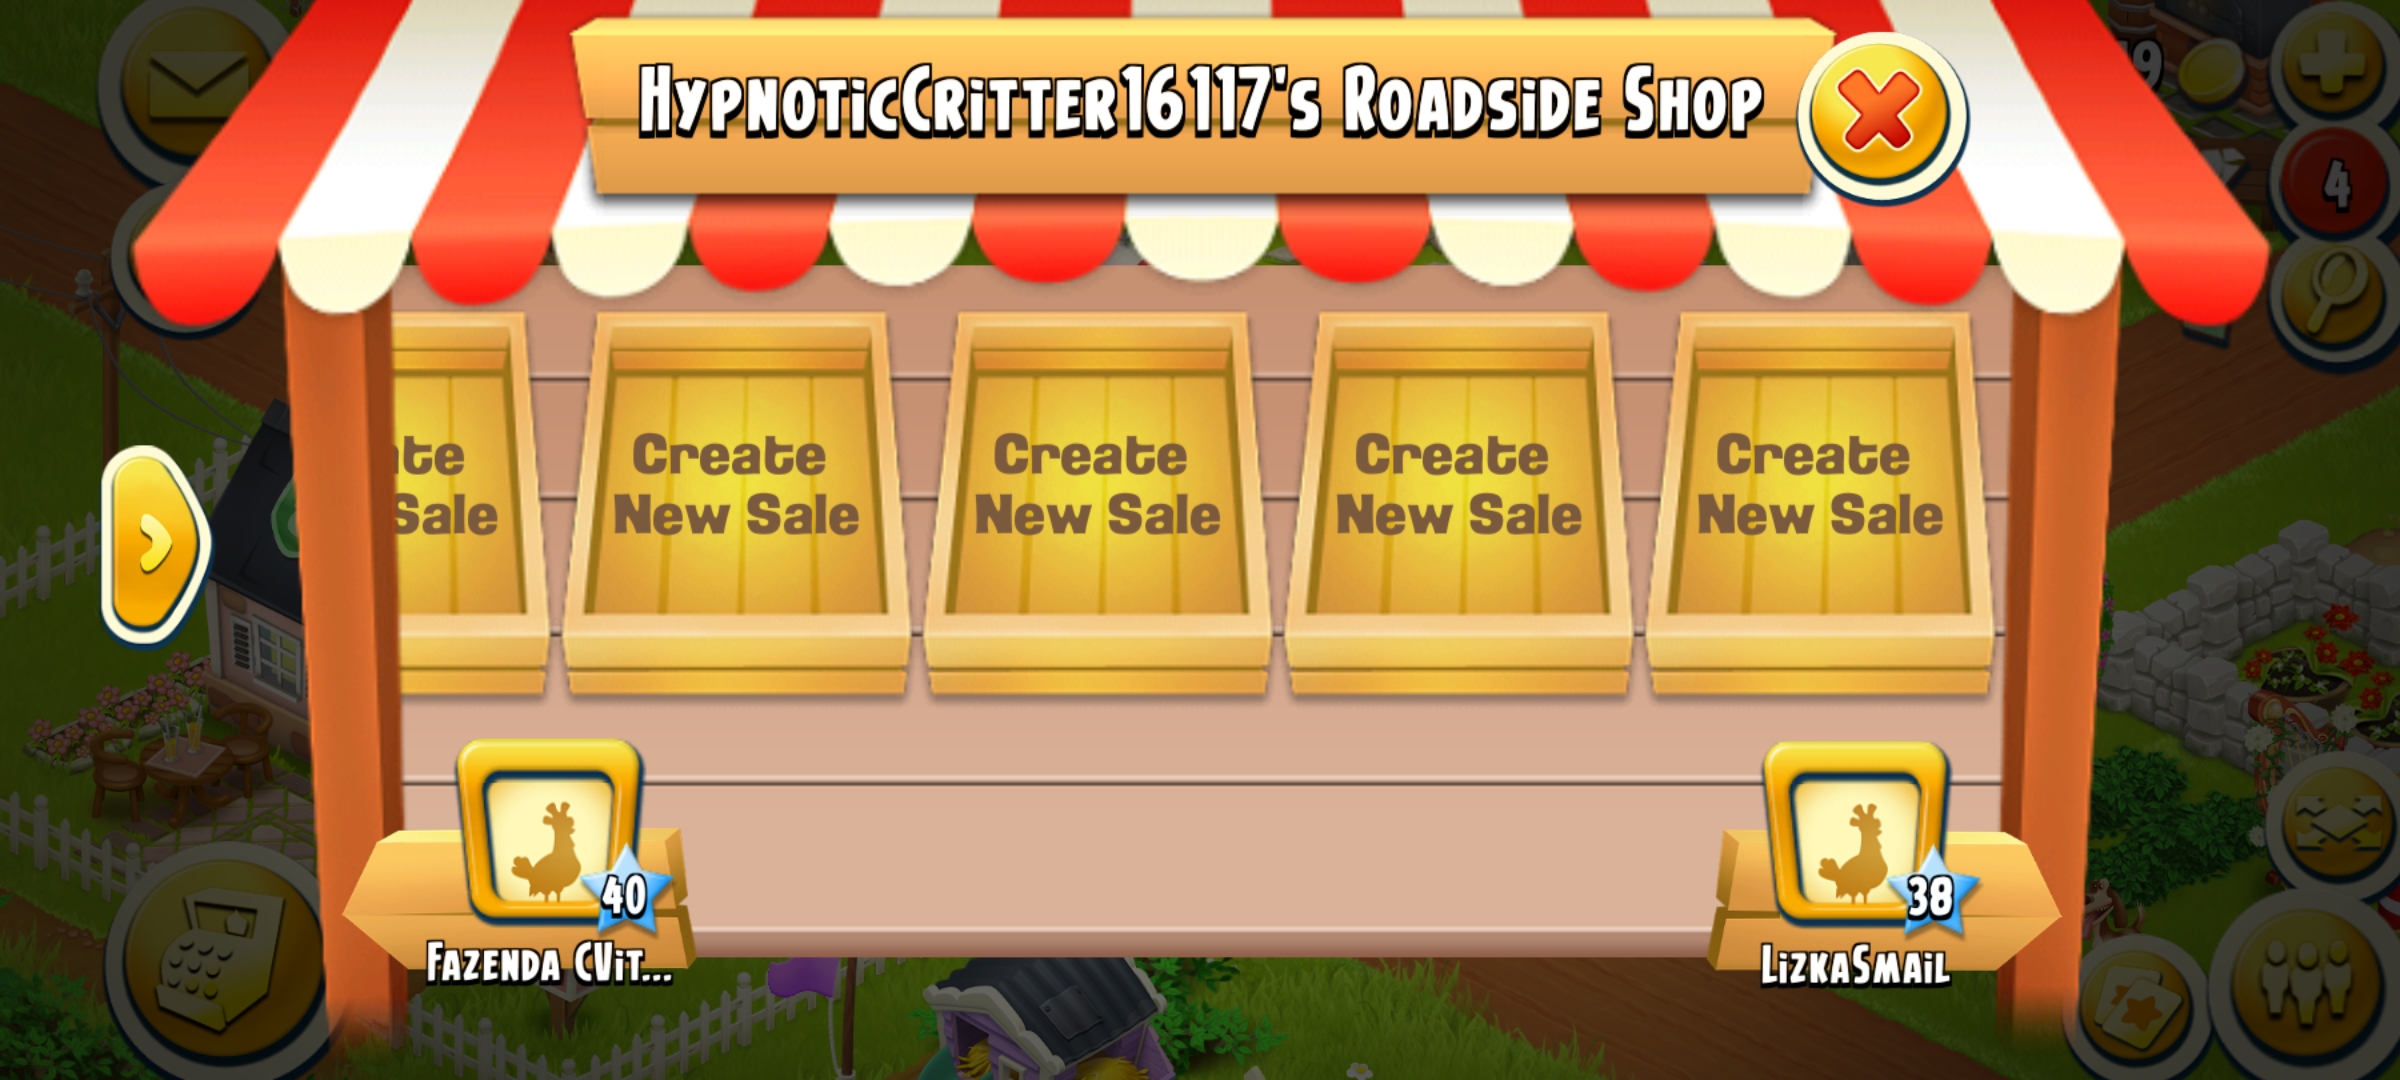 HypnoticCritter16117's Roadside Shop
4
Sale
Create
New Sale
Create
New Sale
Create
New Sale
Create
New Sale
40
Fazenda CVit...
38
LizkaSmail